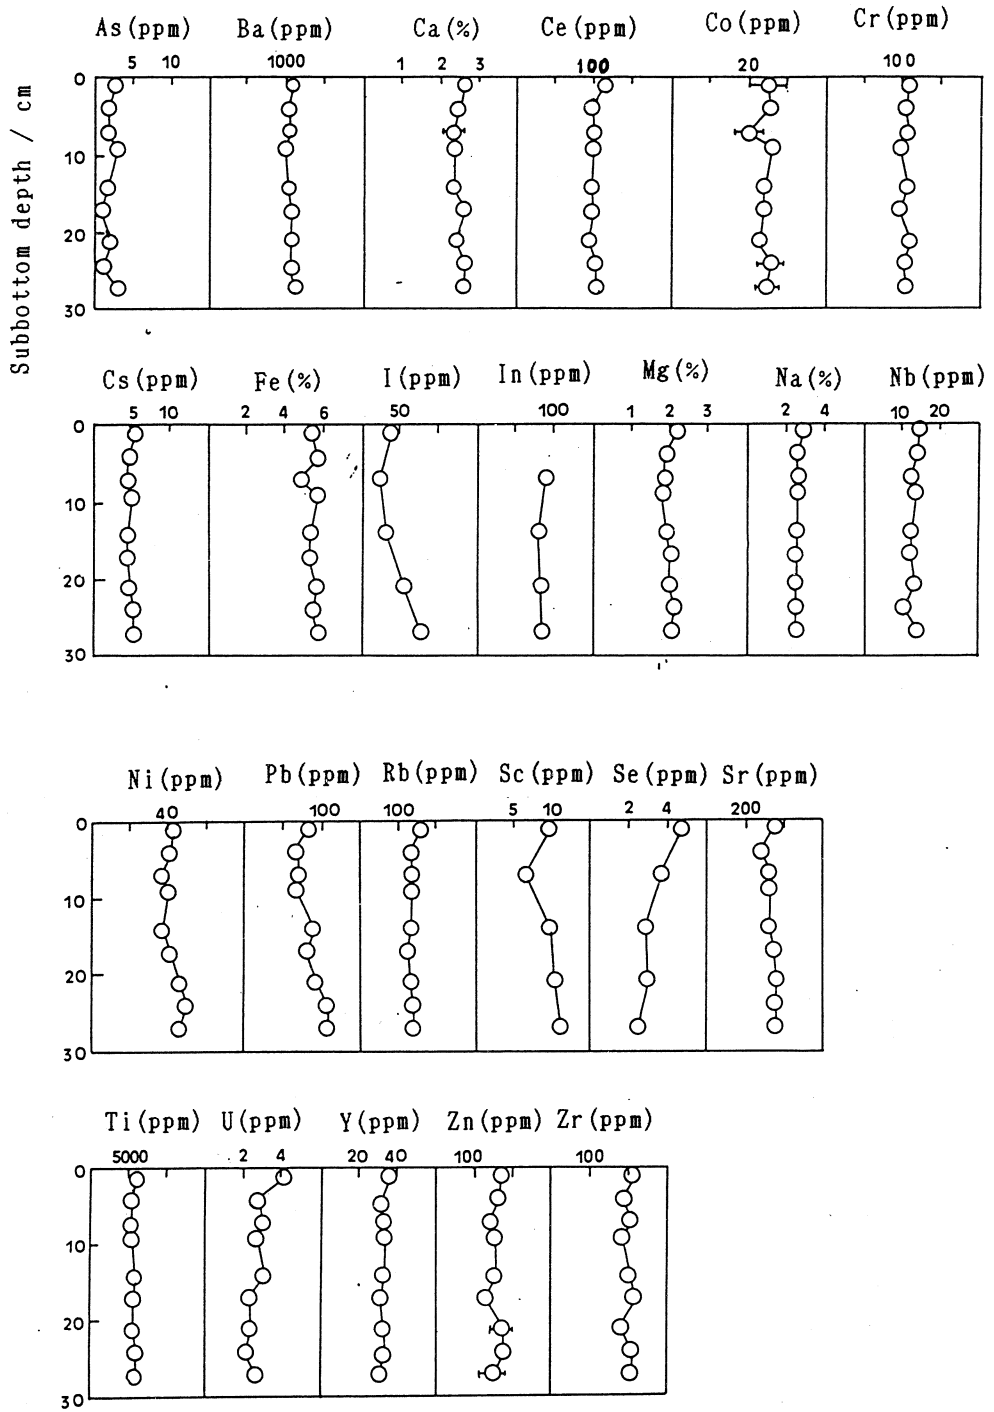 As(ppm) Ba(ppm) Ca(%) Ce(ppm) Co(ppm) Cr(ppm)
5 10 1000 1 2 3 100 20 100
0
10
20
30
Subbottom depth / cm
Cs(ppm) Fe(%) I(ppm) In(ppm) Mg(%) Na(%) Nb(ppm)
5 10 2 4 6 50 100 1 2 3 2 4 10 20
0
10
20
30
Ni(ppm) Pb(ppm) Rb(ppm) Sc(ppm) Se(ppm) Sr(ppm)
40 100 100 5 10 2 4 200
0
10
20
30
Ti(ppm) U(ppm) Y(ppm) Zn(ppm) Zr(ppm)
5000 2 4 20 40 100 100
0
10
20
30